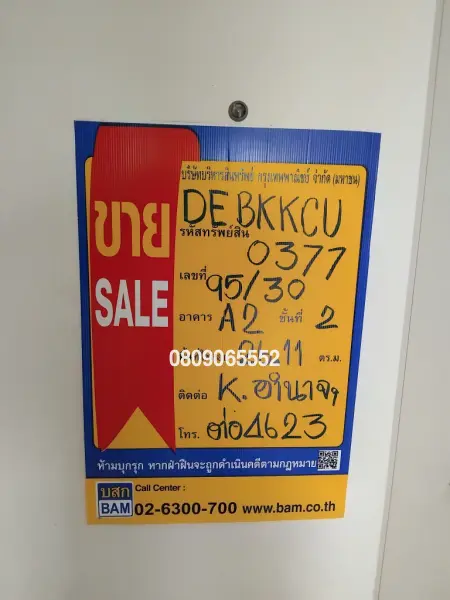 บริษัทบริหารสินทรัพย์ กรุงเทพพาณิชย์ จำกัด (มหาชน)
ขาย
SALE
DEBKKCU
รหัสทรัพย์สิน
0377
เลขที่ 95/30
อาคาร A2 ชั้นที่ 2
.11 ตร.ม.
0809065552
ติดต่อ K. อำนาจฯ
โทร. ต่อ4623
ห้ามบุกรุก หากฝ่าฝืนจะถูกดำเนินคดีตามกฎหมาย
บสก
BAM
Call Center :
02-6300-700 www.bam.co.th